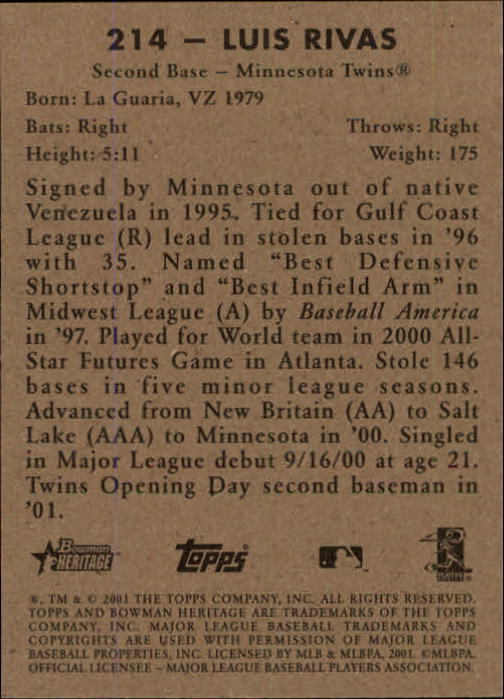 214 – LUIS RIVAS
Second Base – Minnesota Twins®
Born: La Guaria, VZ 1979
Bats: Right Throws: Right
Height: 5:11 Weight: 175
Signed by Minnesota out of native
Venezuela in 1995. Tied for Gulf Coast
League (R) lead in stolen bases in '96
with 35. Named "Best Defensive
Shortstop" and "Best Infield Arm" in
Midwest League (A) by Baseball America
in '97. Played for World team in 2000 All-
Star Futures Game in Atlanta. Stole 146
bases in five minor league seasons.
Advanced from New Britain (AA) to Salt
Lake (AAA) to Minnesota in '00. Singled
in Major League debut 9/16/00 at age 21.
Twins Opening Day second baseman in
'01.
Bowman
HERITAGE
TOPPS
®, TM & © 2001 THE TOPPS COMPANY, INC. ALL RIGHTS RESERVED.
TOPPS AND BOWMAN HERITAGE ARE TRADEMARKS OF THE TOPPS
COMPANY, INC. MAJOR LEAGUE BASEBALL TRADEMARKS AND
COPYRIGHTS ARE USED WITH PERMISSION OF MAJOR LEAGUE
BASEBALL PROPERTIES, INC. LICENSED BY MLB & MLBPA, 2001. ©MLBPA.
OFFICIAL LICENSEE – MAJOR LEAGUE BASEBALL PLAYERS ASSOCIATION.